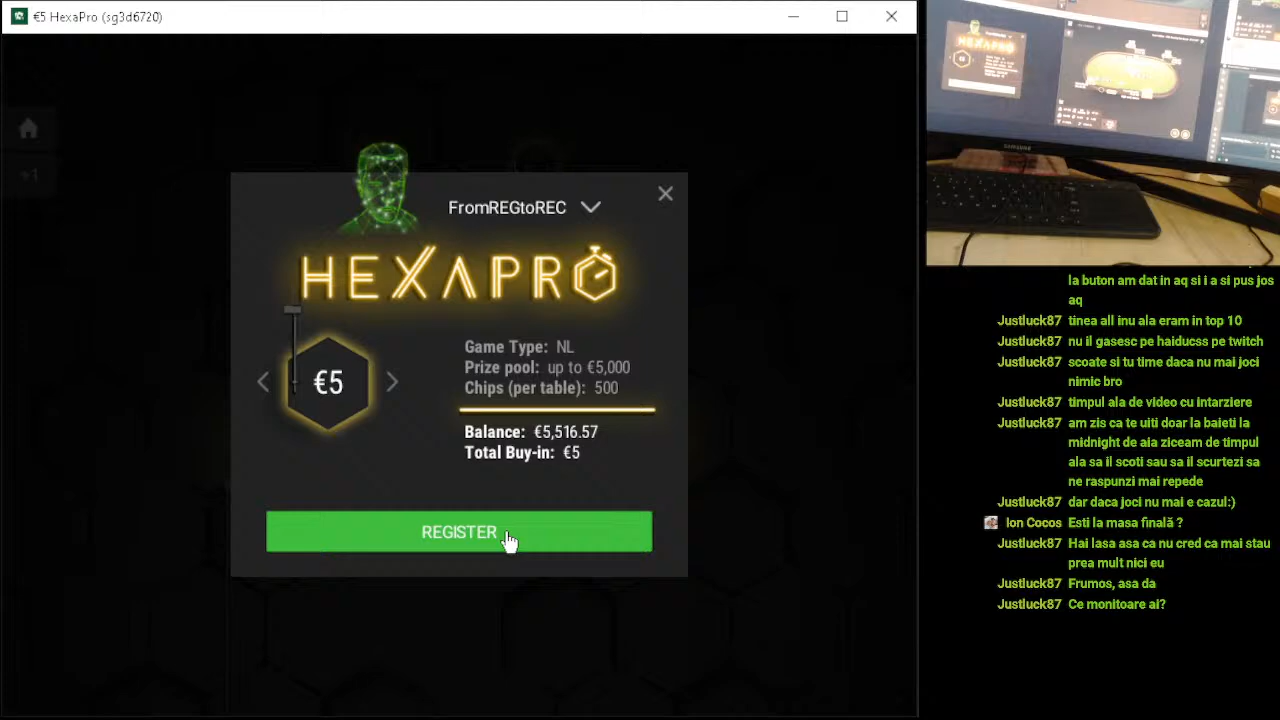 €5 HexaPro (sg3d6720)
+1
FromREGtoREC
HEXAPRO
€5
Game Type: NL
Prize pool: up to €5,000
Chips (per table): 500
Balance: €5,516.57
Total Buy-in: €5
REGISTER
SAMSUNG
la buton am dat in aq si i a si pus jos
aq
Justluck87 tinea all inu ala eram in top 10
Justluck87 nu il gasesc pe haiducss pe twitch
Justluck87 scoate si tu time daca nu mai joci
nimic bro
Justluck87 timpul ala de video cu intarziere
Justluck87 am zis ca te uiti doar la baieti la
midnight de aia ziceam de timpul
ala sa il scoti sau sa il scurtezi sa
ne raspunzi mai repede
Justluck87 dar daca joci nu mai e cazul:)
Ion Cocos Esti la masa finală ?
Justluck87 Hai lasa asa ca nu cred ca mai stau
prea mult nici eu
Justluck87 Frumos, asa da
Justluck87 Ce monitoare ai?